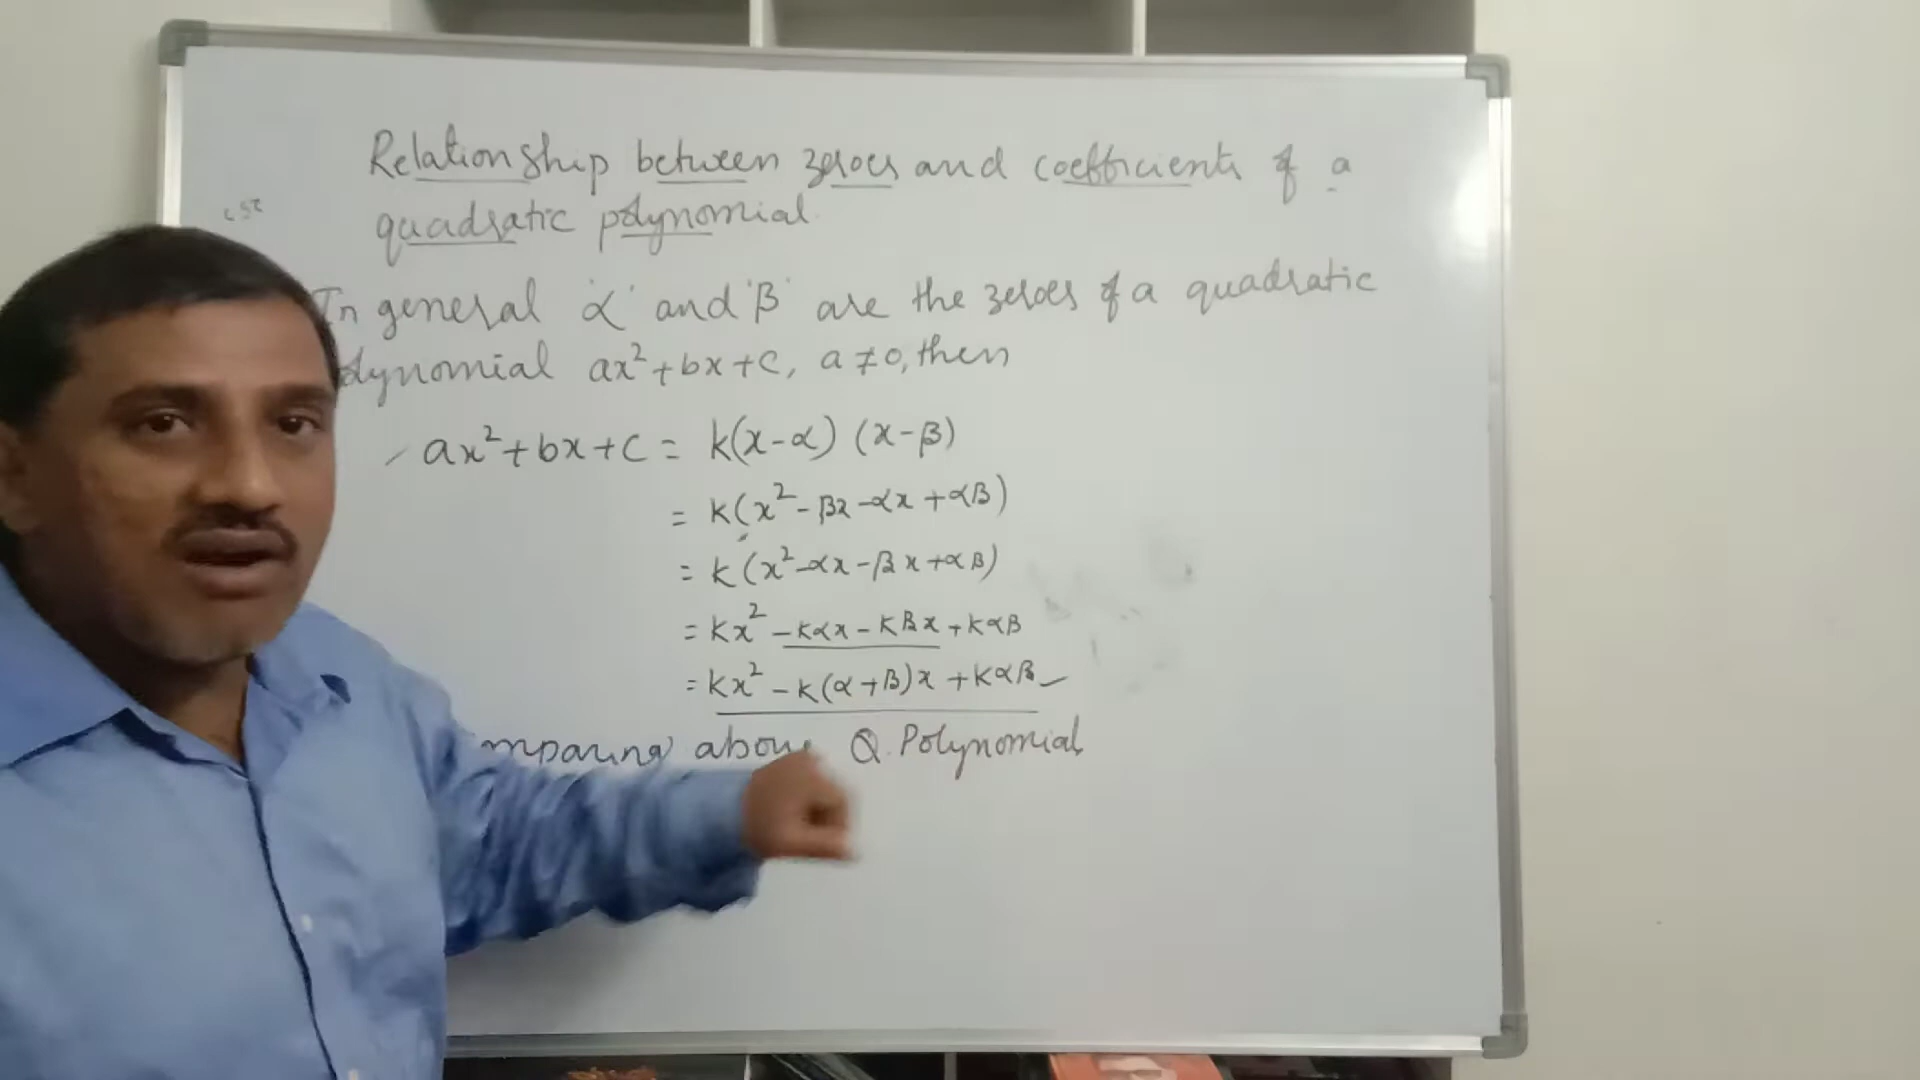 Relationship between zeroes and coefficients of a
quadratic polynomial.
In general 'α' and 'β' are the zeroes of a quadratic
polynomial ax²+bx+c, a≠0, then
ax²+bx+c = k(x-α) (x-β)
= k(x²-βx-αx+αβ)
= k(x²-αx-βx+αβ)
= kx²-kαx-kβx+kαβ
= kx²-k(α+β)x+kαβ
above Q. Polynomial